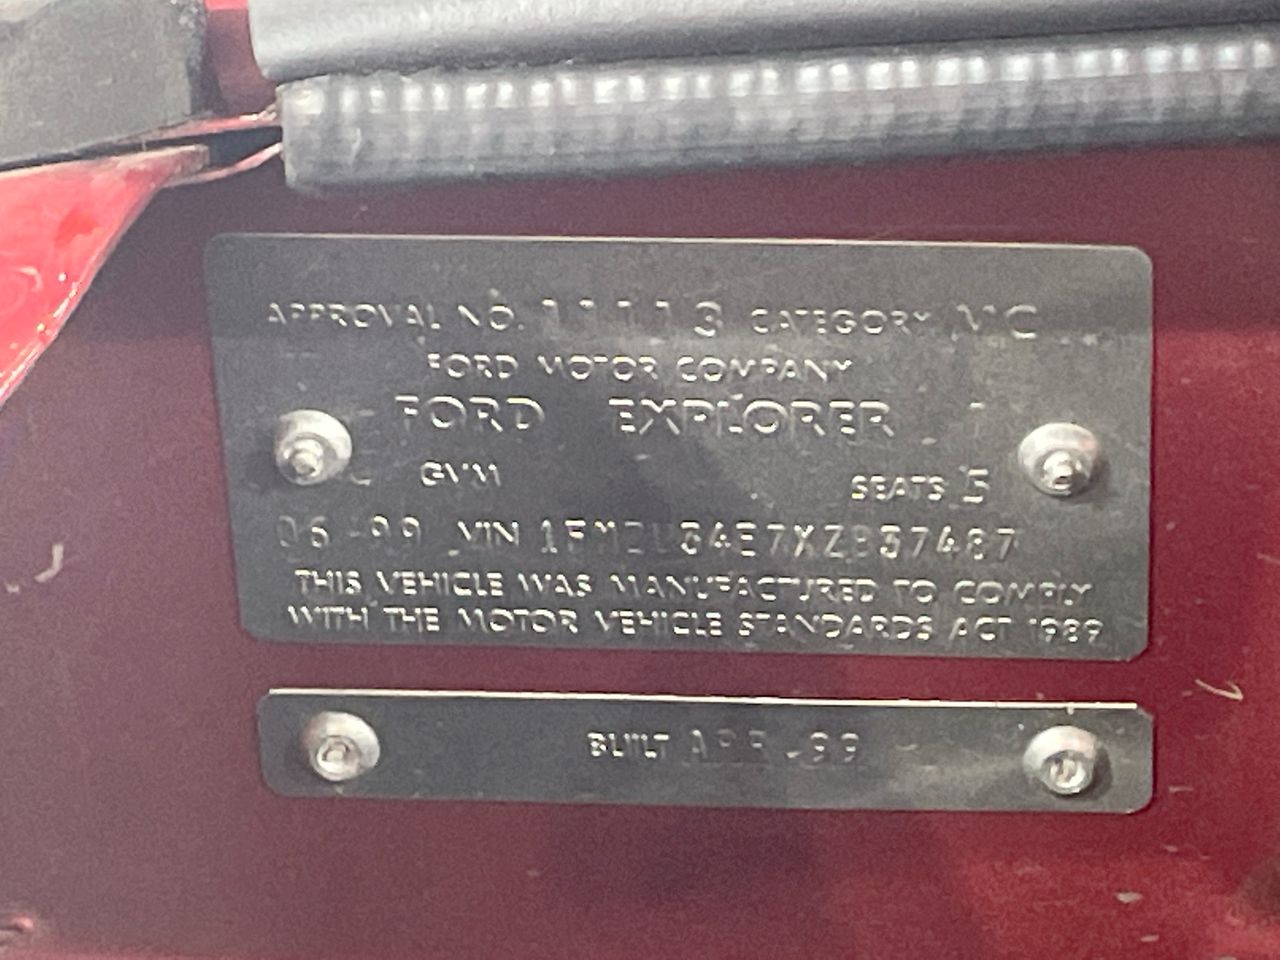 APPROVAL NO. 11113 CATEGORY MC
FORD MOTOR COMPANY
FORD EXPLORER
GVM SEATS 5
06-99 VIN 1FMZU34E7XZB37487
THIS VEHICLE WAS MANUFACTURED TO COMPLY
WITH THE MOTOR VEHICLE STANDARDS ACT 1989
BUILT APR-99